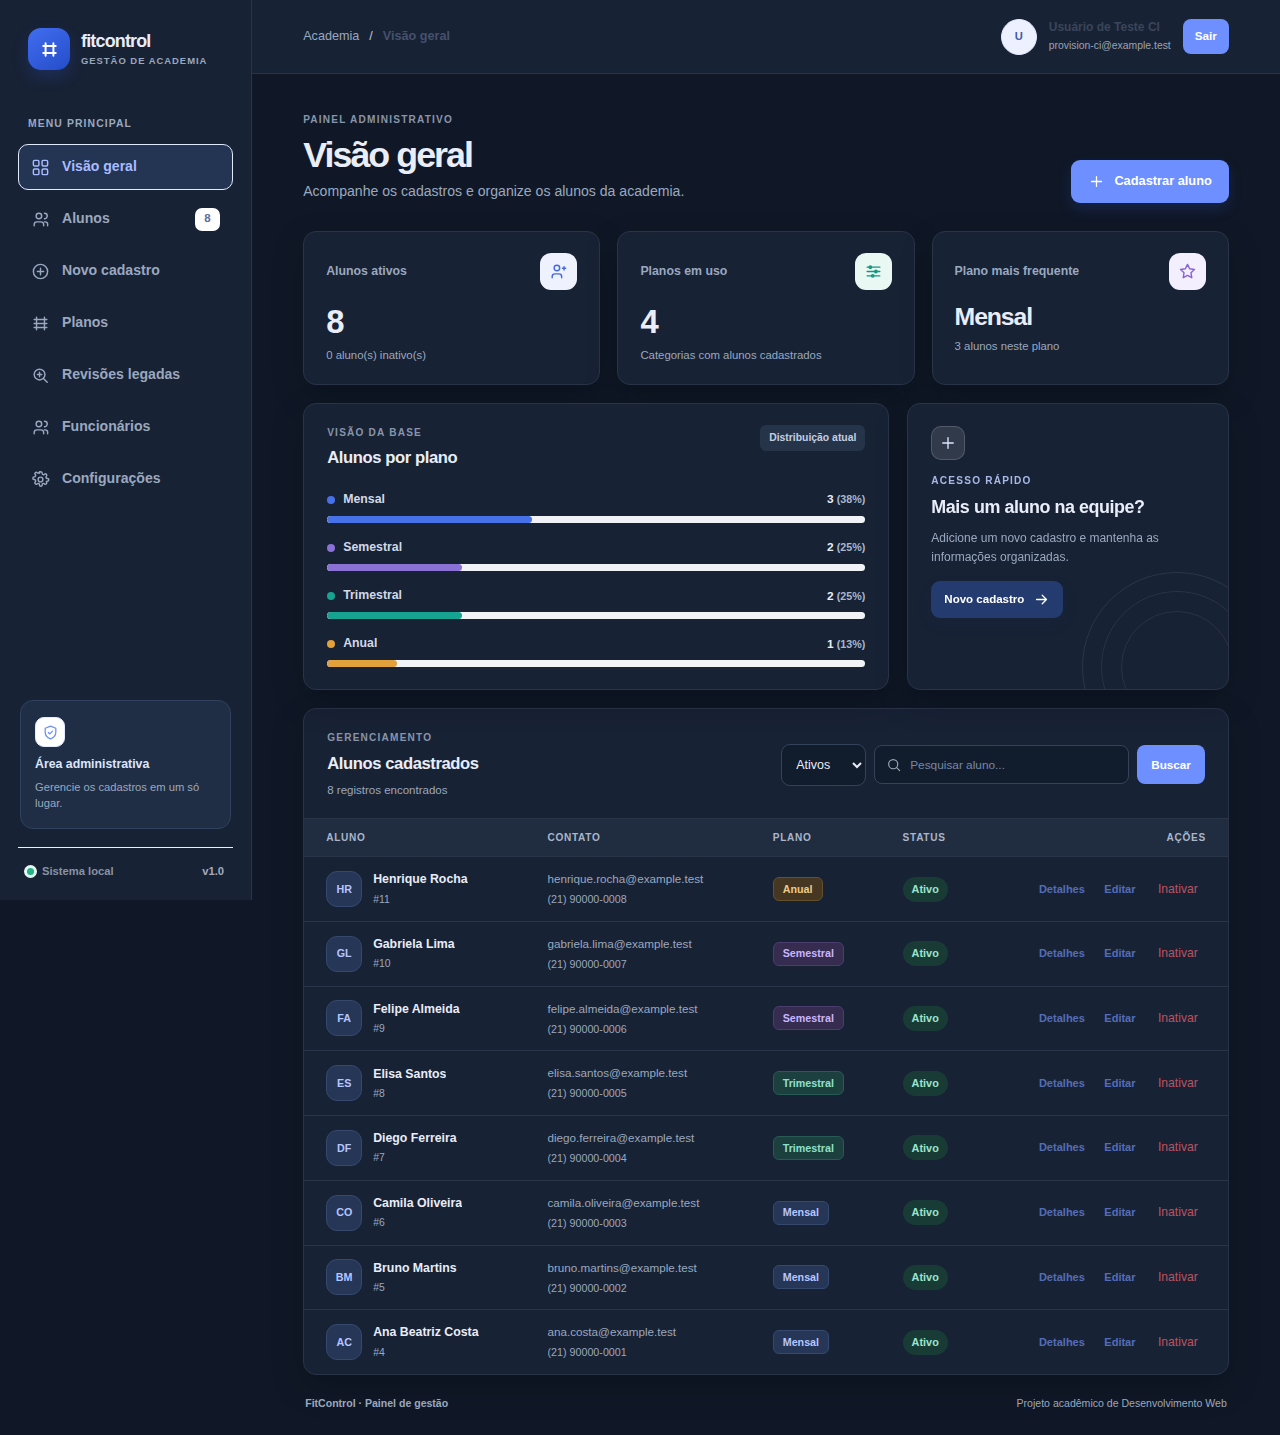 fitcontrol
GESTÃO DE ACADEMIA
MENU PRINCIPAL
Visão geral
Alunos 8
Novo cadastro
Planos
Revisões legadas
Funcionários
Configurações
Área administrativa
Gerencie os cadastros em um só
lugar.
Sistema local v1.0
Academia / Visão geral
U
Usuário de Teste CI
provision-ci@example.test
Sair
PAINEL ADMINISTRATIVO
Visão geral
Acompanhe os cadastros e organize os alunos da academia.
Cadastrar aluno
Alunos ativos
8
0 aluno(s) inativo(s)
Planos em uso
4
Categorias com alunos cadastrados
Plano mais frequente
Mensal
3 alunos neste plano
VISÃO DA BASE
Alunos por plano
Distribuição atual
Mensal 3 (38%)
Semestral 2 (25%)
Trimestral 2 (25%)
Anual 1 (13%)
ACESSO RÁPIDO
Mais um aluno na equipe?
Adicione um novo cadastro e mantenha as
informações organizadas.
Novo cadastro
GERENCIAMENTO
Alunos cadastrados
8 registros encontrados
Ativos
Pesquisar aluno...
Buscar
ALUNO CONTATO PLANO STATUS AÇÕES
HR Henrique Rocha henrique.rocha@example.test Anual Ativo Detalhes Editar Inativar
#11 (21) 90000-0008
GL Gabriela Lima gabriela.lima@example.test Semestral Ativo Detalhes Editar Inativar
#10 (21) 90000-0007
FA Felipe Almeida felipe.almeida@example.test Semestral Ativo Detalhes Editar Inativar
#9 (21) 90000-0006
ES Elisa Santos elisa.santos@example.test Trimestral Ativo Detalhes Editar Inativar
#8 (21) 90000-0005
DF Diego Ferreira diego.ferreira@example.test Trimestral Ativo Detalhes Editar Inativar
#7 (21) 90000-0004
CO Camila Oliveira camila.oliveira@example.test Mensal Ativo Detalhes Editar Inativar
#6 (21) 90000-0003
BM Bruno Martins bruno.martins@example.test Mensal Ativo Detalhes Editar Inativar
#5 (21) 90000-0002
AC Ana Beatriz Costa ana.costa@example.test Mensal Ativo Detalhes Editar Inativar
#4 (21) 90000-0001
FitControl · Painel de gestão
Projeto acadêmico de Desenvolvimento Web